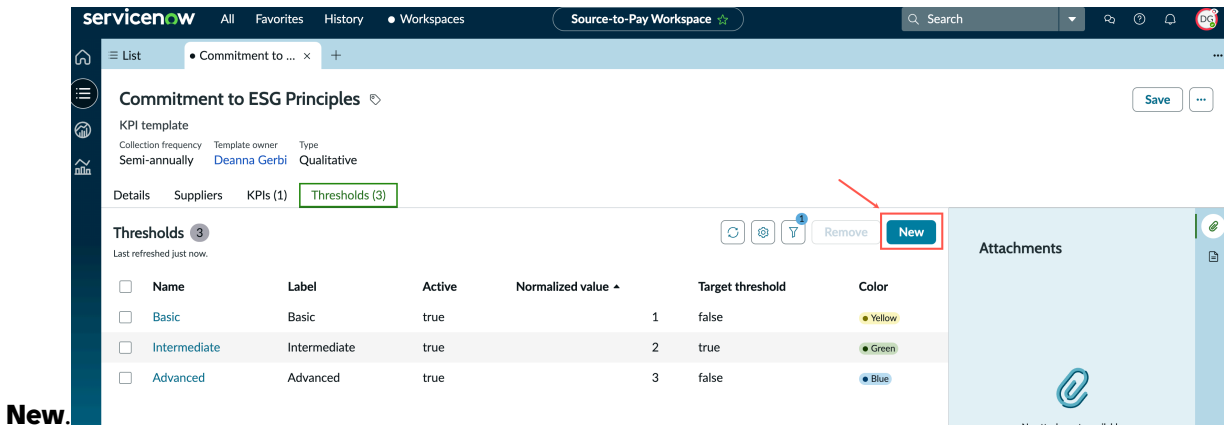 servicenow All Favorites History Workspaces Source-to-Pay Workspace Search DG
List Commitment to ... × +
Commitment to ESG Principles Save
KPI template
Collection frequency Template owner Type
Semi-annually Deanna Gerbi Qualitative
Details Suppliers KPIs (1) Thresholds (3)
Thresholds 3 1 Remove New
Last refreshed just now.
Attachments
Name Label Active Normalized value Target threshold Color
Basic Basic true 1 false Yellow
Intermediate Intermediate true 2 true Green
Advanced Advanced true 3 false Blue
New.